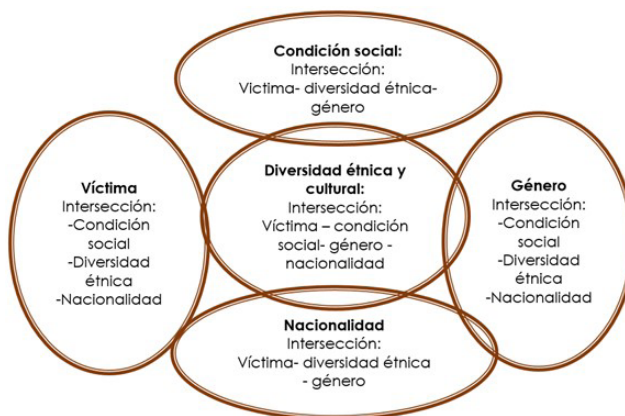 Condición social:
Intersección:
Victima- diversidad étnica-
género
Víctima
Intersección:
-Condición
social
-Diversidad
étnica
-Nacionalidad
Diversidad étnica y
cultural:
Intersección:
Víctima – condición
social- género -
nacionalidad
Género
Intersección:
-Condición
social
-Diversidad
étnica
-Nacionalidad
Nacionalidad
Intersección:
Víctima- diversidad étnica
- género